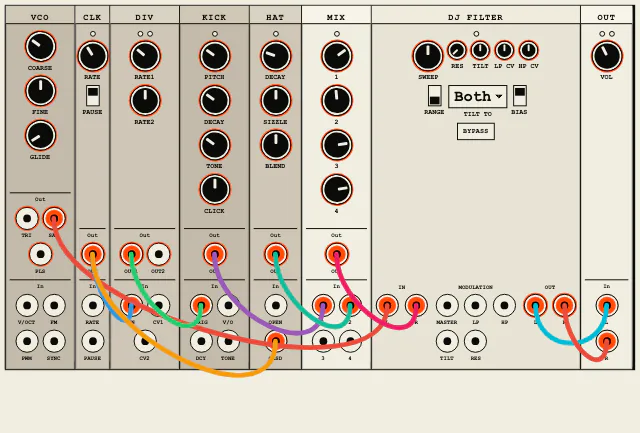 VCO CLK DIV KICK HAT MIX DJ FILTER OUT
COARSE RATE RATE1 PITCH DECAY 1 SWEEP RES TILT LP CV HP CV VOL
FINE PAUSE RATE2 DECAY SIZZLE 2 RANGE Both TILT TO BIAS
BYPASS
GLIDE TONE BLEND 3
CLICK 4
Out
TRI
Out Out Out Out Out
PLS OUT2
In In In In In In IN MODULATION OUT In
V/OCT FM RATE CV1 V/O OPEN MASTER LP HP
PWM SYNC PAUSE CV2 DCY TONE 3 4 TILT RES R